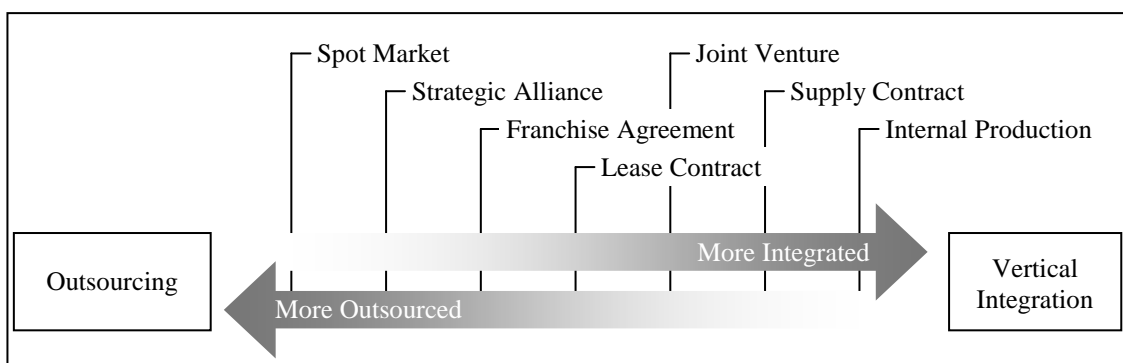 Spot Market
Joint Venture
Strategic Alliance
Supply Contract
Franchise Agreement
Internal Production
Lease Contract
More Integrated
Outsourcing
Vertical
Integration
More Outsourced